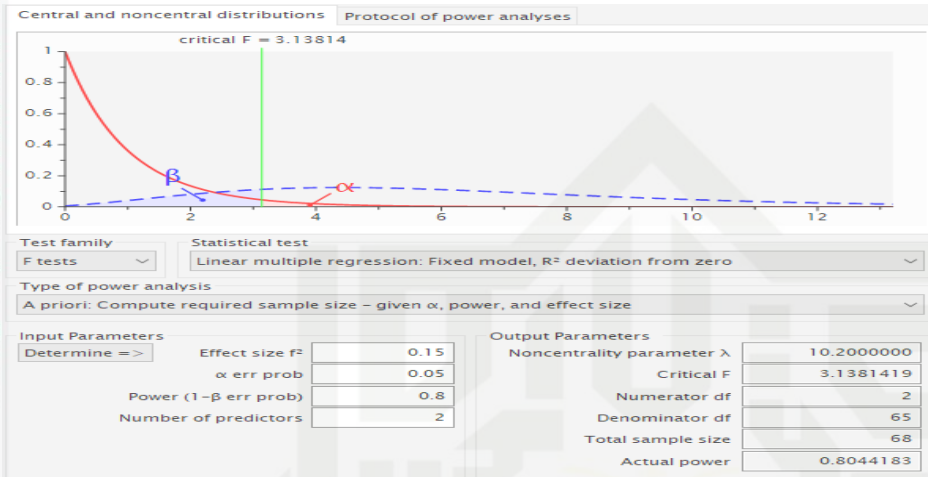 Central and noncentral distributions Protocol of power analyses
critical F = 3.13814
1
0.8
0.6
0.4
0.2
0
β
α
0 2 4 6 8 10 12
Test family Statistical test
F tests Linear multiple regression: Fixed model, R² deviation from zero
Type of power analysis
A priori: Compute required sample size – given α, power, and effect size
Input Parameters Output Parameters
Determine => Effect size f² 0.15 Noncentrality parameter λ 10.2000000
α err prob 0.05 Critical F 3.1381419
Power (1-β err prob) 0.8 Numerator df 2
Number of predictors 2 Denominator df 65
Total sample size 68
Actual power 0.8044183